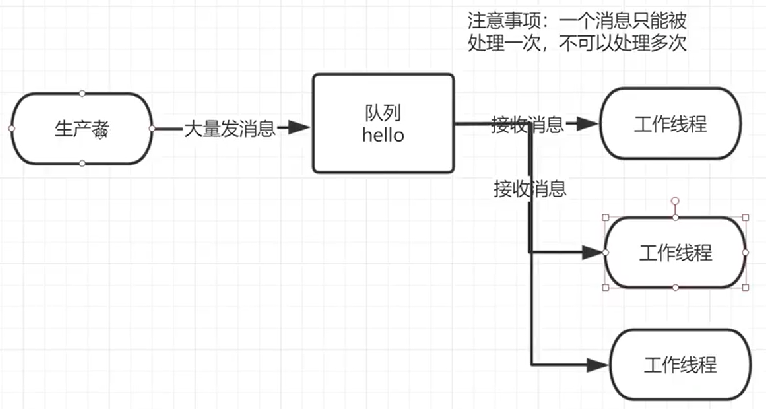 注意事项：一个消息只能被
处理一次，不可以处理多次
生产者
大量发消息
队列
hello
接收消息
工作线程
接收消息
工作线程
工作线程